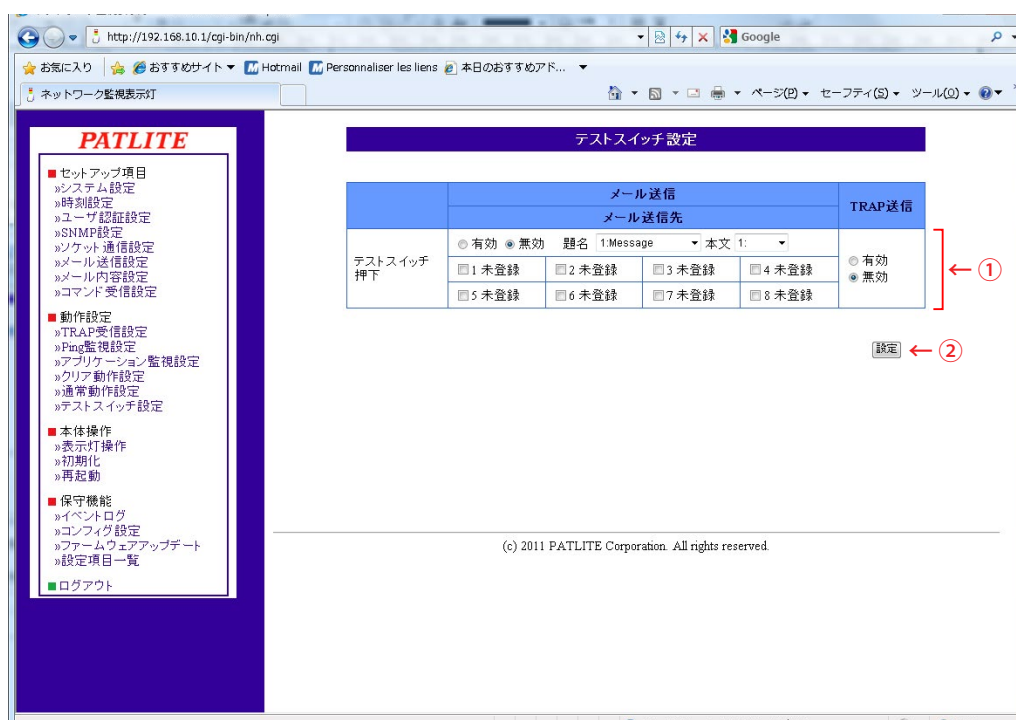 http://192.168.10.1/cgi-bin/nh.cgi
Google
お気に入り おすすめサイト ▼ Hotmail Personnaliser les liens 本日のおすすめアド... ▼
ネットワーク監視表示灯
ページ(P) ▼ セーフティ(S) ▼ ツール(O) ▼
PATLITE
■ セットアップ項目
»システム設定
»時刻設定
»ユーザ認証設定
»SNMP設定
»ソケット通信設定
»メール送信設定
»メール内容設定
»コマンド受信設定
■ 動作設定
»TRAP受信設定
»Ping監視設定
»アプリケーション監視設定
»クリア動作設定
»通常動作設定
»テストスイッチ設定
■ 本体操作
»表示灯操作
»初期化
»再起動
■ 保守機能
»イベントログ
»コンフィグ設定
»ファームウェアアップデート
»設定項目一覧
■ログアウト
テストスイッチ設定
メール送信
メール送信先
TRAP送信
テストスイッチ
押下
有効 無効 題名 1:Message 本文 1:
1 未登録 2 未登録 3 未登録 4 未登録
5 未登録 6 未登録 7 未登録 8 未登録
有効
無効
← ①
設定 ← ②
(c) 2011 PATLITE Corporation. All rights reserved.